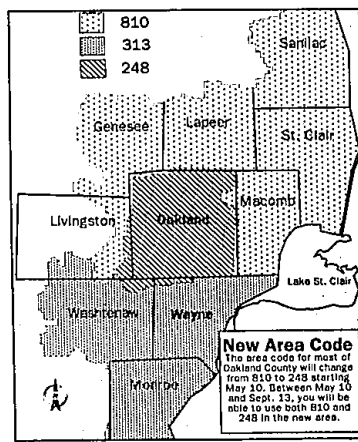 810
313
248
Sanilac
Genesee
Lapeer
St. Clair
Macomb
Livingston
Oakland
Lake St. Clair
Washtenaw
Wayne
Monroe
New Area Code
The area code for most of
Oakland County will change
from 810 to 248 starting
May 10. Between May 10
and Sept. 13, you will be
able to use both 810 and
248 in the new area.